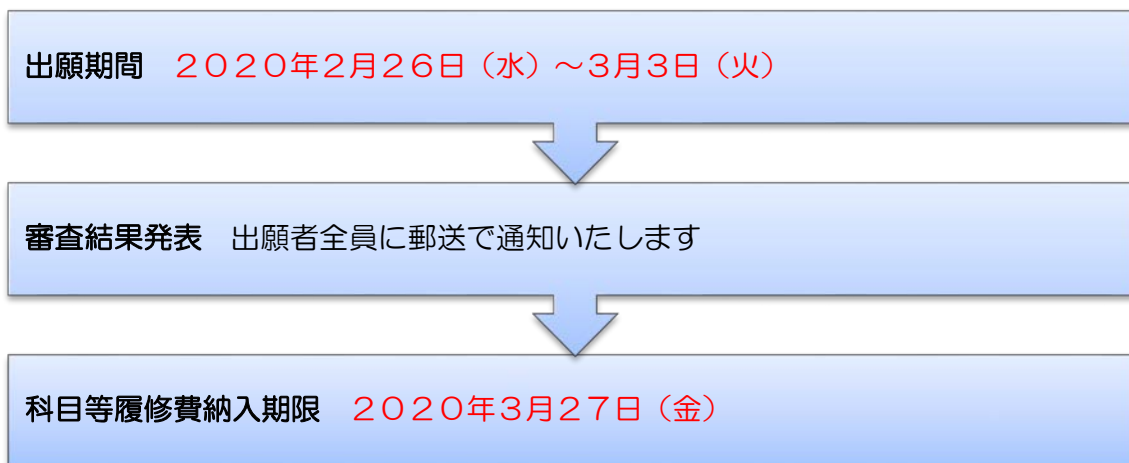 出願期間　２０２０年２月２６日（水）～３月３日（火）
審査結果発表　出願者全員に郵送で通知いたします
科目等履修費納入期限　２０２０年３月２７日（金）